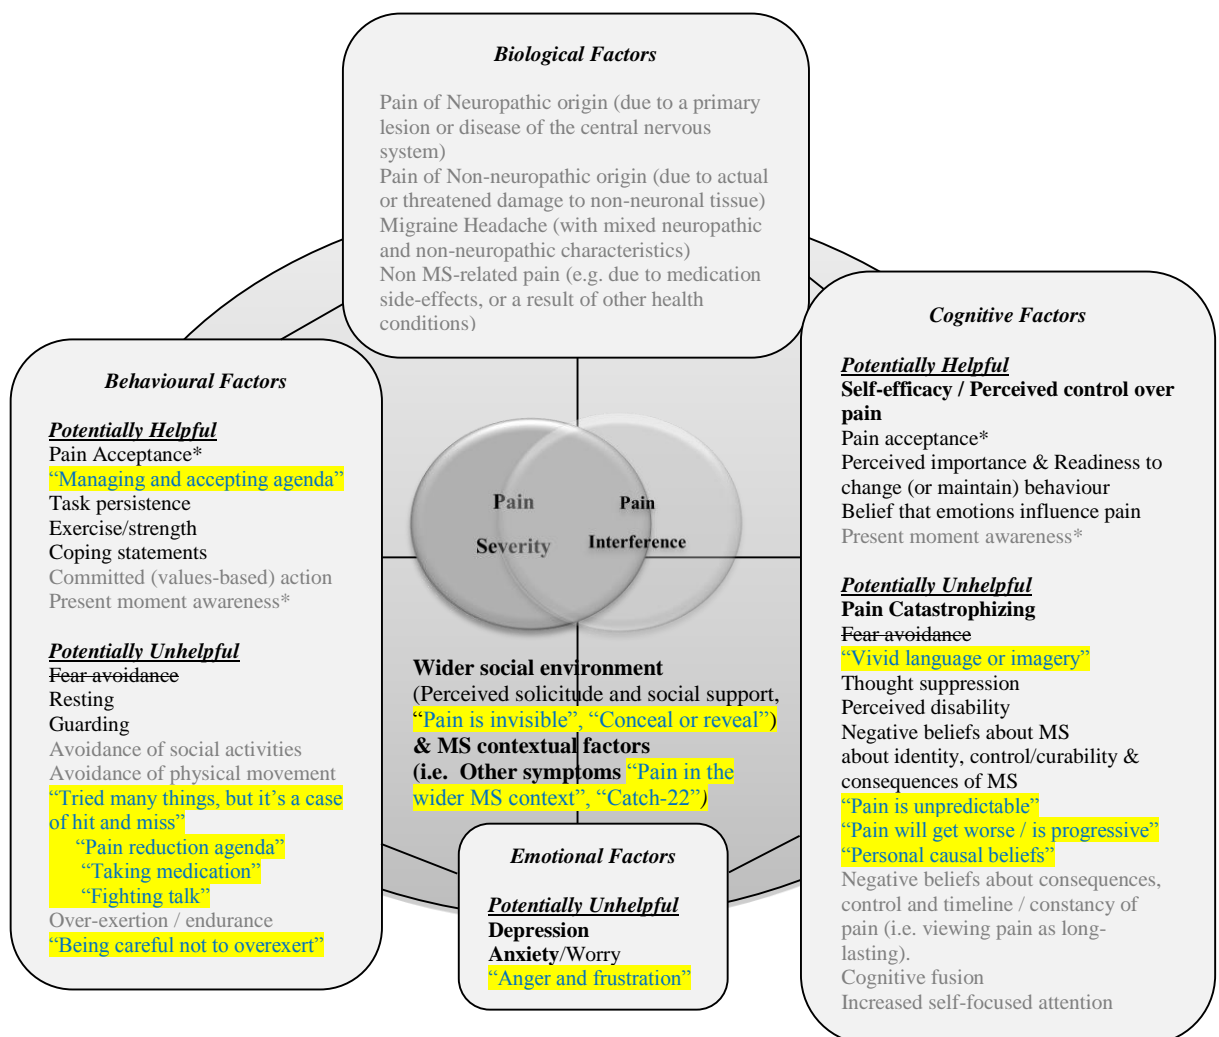 Biological Factors
Pain of Neuropathic origin (due to a primary
lesion or disease of the central nervous
system)
Pain of Non-neuropathic origin (due to actual
or threatened damage to non-neuronal tissue)
Migraine Headache (with mixed neuropathic
and non-neuropathic characteristics)
Non MS-related pain (e.g. due to medication
side-effects, or a result of other health
conditions)
Behavioural Factors
Potentially Helpful
Pain Acceptance*
“Managing and accepting agenda”
Task persistence
Exercise/strength
Coping statements
Committed (values-based) action
Present moment awareness*
Potentially Unhelpful
Fear avoidance
Resting
Guarding
Avoidance of social activities
Avoidance of physical movement
“Tried many things, but it’s a case
of hit and miss”
“Pain reduction agenda”
“Taking medication”
“Fighting talk”
Over-exertion / endurance
“Being careful not to overexert”
Pain
Severity
Pain
Interference
Wider social environment
(Perceived solicitude and social support,
“Pain is invisible”, “Conceal or reveal”)
& MS contextual factors
(i.e. Other symptoms “Pain in the
wider MS context”, “Catch-22”)
Emotional Factors
Potentially Unhelpful
Depression
Anxiety/Worry
“Anger and frustration”
Cognitive Factors
Potentially Helpful
Self-efficacy / Perceived control over
pain
Pain acceptance*
Perceived importance & Readiness to
change (or maintain) behaviour
Belief that emotions influence pain
Present moment awareness*
Potentially Unhelpful
Pain Catastrophizing
Fear avoidance
“Vivid language or imagery”
Thought suppression
Perceived disability
Negative beliefs about MS
about identity, control/curability &
consequences of MS
“Pain is unpredictable”
“Pain will get worse / is progressive”
“Personal causal beliefs”
Negative beliefs about consequences,
control and timeline / constancy of
pain (i.e. viewing pain as long-
lasting).
Cognitive fusion
Increased self-focused attention